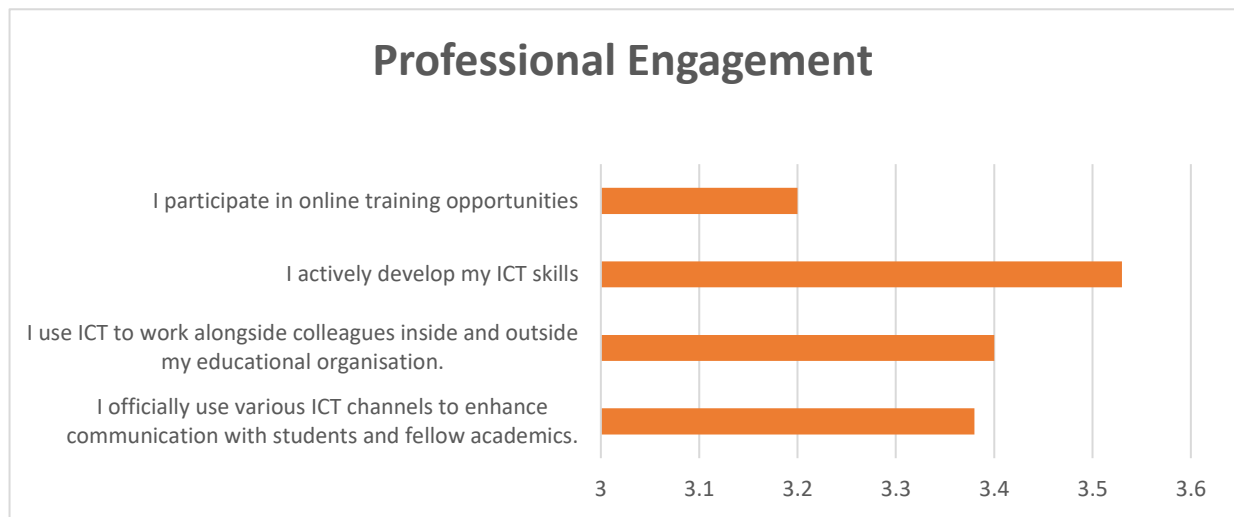 Professional Engagement
I participate in online training opportunities
I actively develop my ICT skills
I use ICT to work alongside colleagues inside and outside
my educational organisation.
I officially use various ICT channels to enhance
communication with students and fellow academics.
3 3.1 3.2 3.3 3.4 3.5 3.6